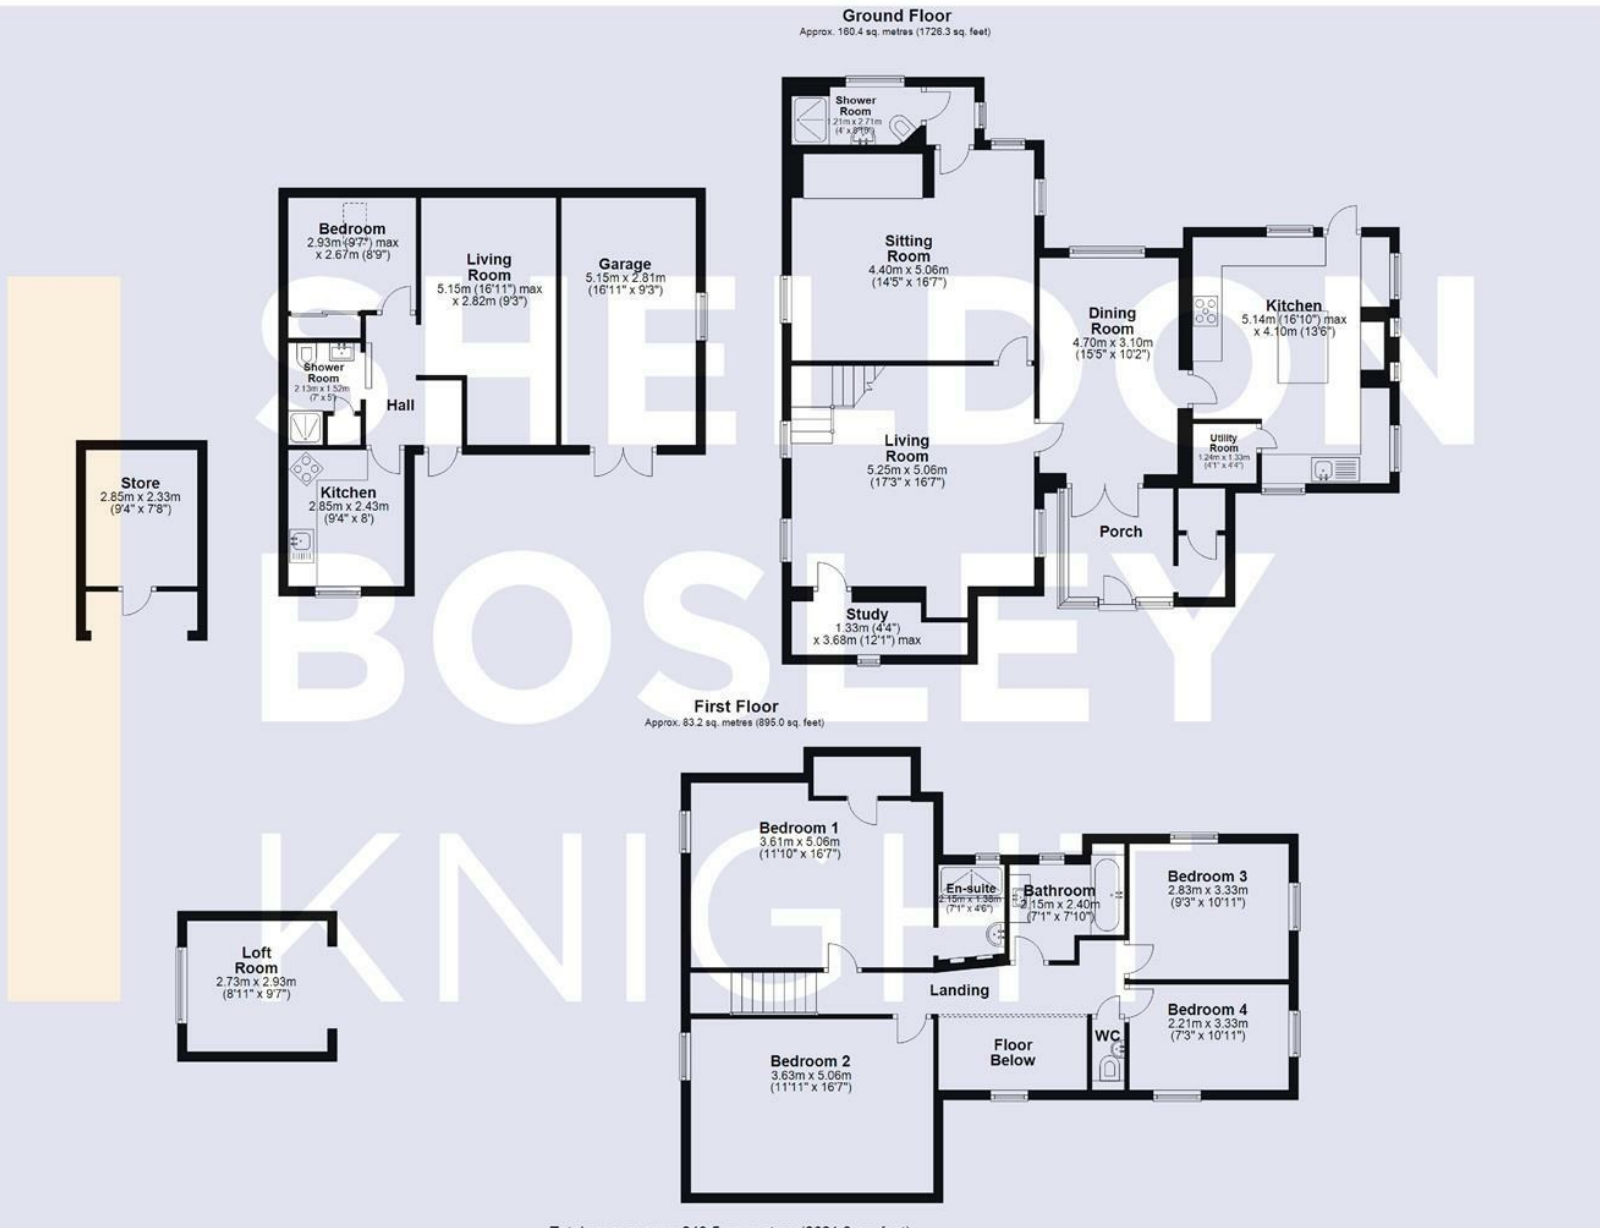 Ground Floor
Approx. 160.4 sq. metres (1726.3 sq. feet)
Shower
Room
1.21m x 2.71m
Sitting
Room
4.40m x 5.06m
(14'5" x 16'7")
Dining
Room
4.70m x 3.10m
(15'5" x 10'2")
Kitchen
5.14m (16'10") max
x 4.10m (13'6")
Utility
Room
1.24m x 1.33m
(4'1" x 4'4")
Living
Room
5.25m x 5.06m
(17'3" x 16'7")
Porch
Study
1.33m (4'4")
x 3.68m (12'1") max
Bedroom
2.93m (9'7") max
x 2.67m (8'9")
Living
Room
5.15m (16'11") max
x 2.82m (9'3")
Garage
5.15m x 2.81m
(16'11" x 9'3")
Shower
Room
2.13m x 1.52m
(7' x 5')
Hall
Kitchen
2.85m x 2.43m
(9'4" x 8')
Store
2.85m x 2.33m
(9'4" x 7'8")
SHELDON
BOSLEY
KNIGHT
First Floor
Approx. 83.2 sq. metres (895.0 sq. feet)
Bedroom 1
3.61m x 5.06m
(11'10" x 16'7")
En-suite
2.15m x 1.38m
(7'1" x 4'6")
Bathroom
2.15m x 2.40m
(7'1" x 7'10")
Bedroom 3
2.83m x 3.33m
(9'3" x 10'11")
Landing
Bedroom 4
2.21m x 3.33m
(7'3" x 10'11")
WC
Floor
Below
Bedroom 2
3.63m x 5.06m
(11'11" x 16'7")
Loft
Room
2.73m x 2.93m
(8'11" x 9'7")